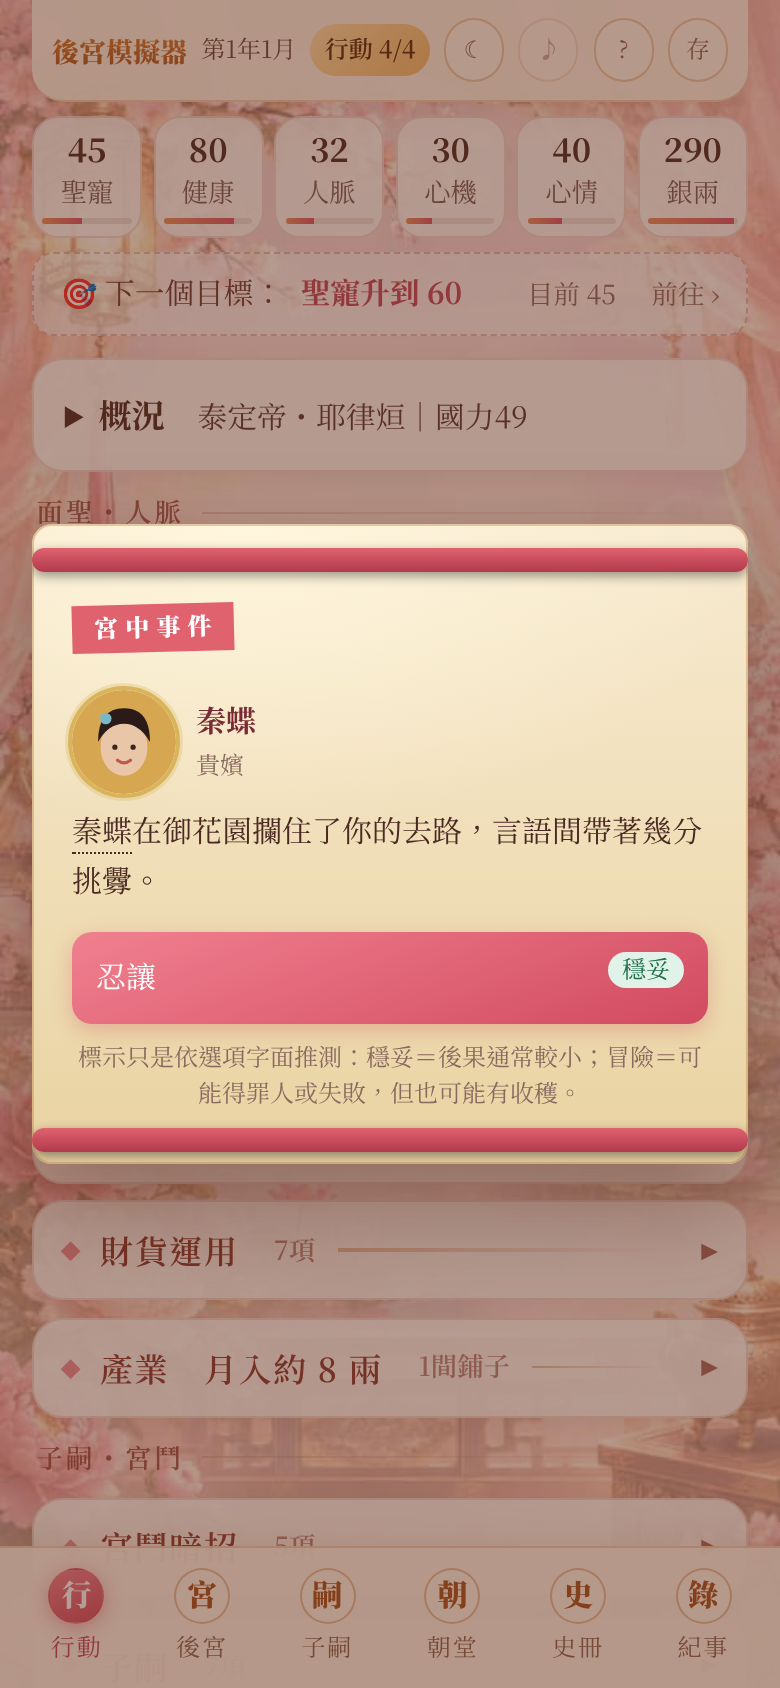 後宮模擬器 第1年1月 行動 4/4 ☾ ♪ ? 存
45 80 32 30 40 290
聖寵 健康 人脈 心機 心情 銀兩
🎯 下一個目標： 聖寵升到 60 目前 45 前往 ›
▶ 概況 泰定帝・耶律烜｜國力49
面聖・人脈
宮中事件
秦蝶
貴嬪
秦蝶在御花園攔住了你的去路，言語間帶著幾分
挑釁。
忍讓 穩妥
標示只是依選項字面推測：穩妥＝後果通常較小；冒險＝可
能得罪人或失敗，但也可能有收穫。
◆ 財貨運用 7項 ▶
◆ 產業 月入約 8 兩 1間鋪子 ▶
子嗣・宮鬥
◆ 宮鬥暗招 5項 ▶
行 宮 嗣 朝 史 錄
行動 後宮 子嗣 朝堂 史冊 紀事